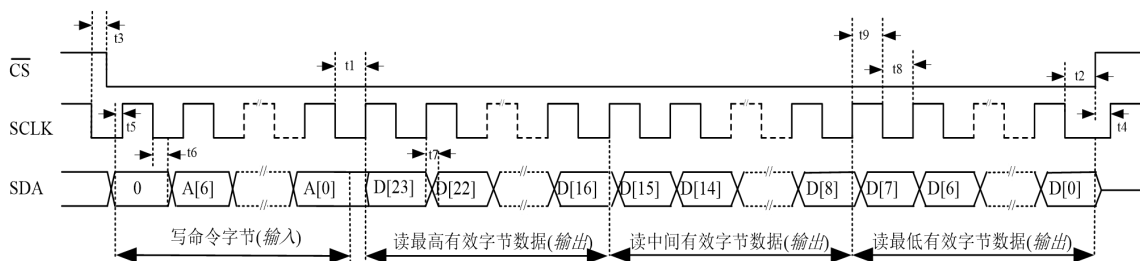 t3 t9
t1 t8 t2
CS
t5 t4
SCLK
t6 t7
SDA 0 A[6] A[0] D[23] D[22] D[16] D[15] D[14] D[8] D[7] D[6] D[0]
写命令字节(输入) 读最高有效字节数据(输出) 读中间有效字节数据(输出) 读最低有效字节数据(输出)